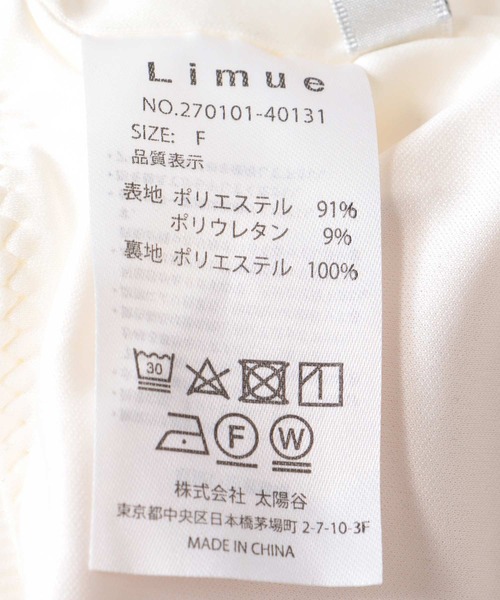 Limue
NO.270101-40131
SIZE: F
品質表示
表地 ポリエステル 91%
ポリウレタン 9%
裏地 ポリエステル 100%
30
F W
株式会社 太陽谷
東京都中央区日本橋茅場町 2-7-10-3F
MADE IN CHINA